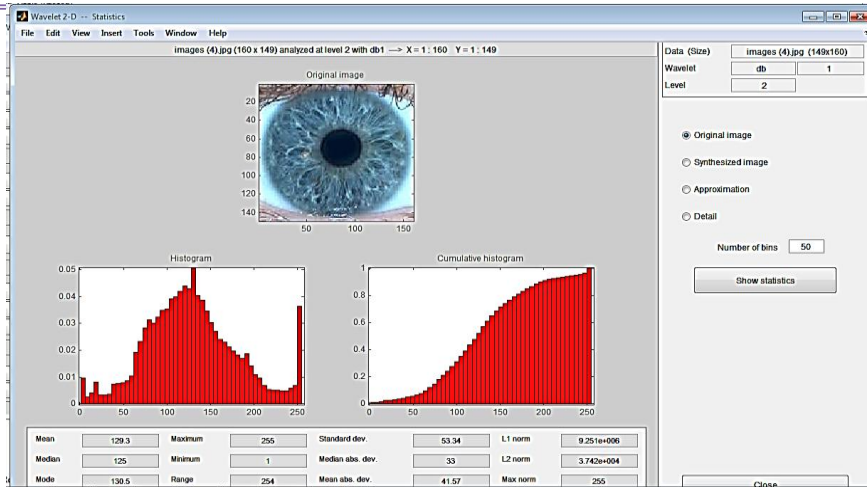 Wavelet 2-D -- Statistics
File Edit View Insert Tools Window Help
images (4).jpg (160 x 149) analyzed at level 2 with db1 ---> X = 1 : 160 Y = 1 : 149
Data (Size) images (4).jpg (149x160)
Wavelet db 1
Level 2
Original image
20
40
60
80
100
120
140
50 100 150
Original image
Synthesized image
Approximation
Detail
Number of bins 50
Show statistics
Histogram
0.05
0.04
0.03
0.02
0.01
0
0 50 100 150 200 250
Cumulative histogram
1
0.8
0.6
0.4
0.2
0
0 50 100 150 200 250
Mean 129.3 Maximum 255 Standard dev. 53.34 L1 norm 9.251e+006
Median 125 Minimum 1 Median abs. dev. 33 L2 norm 3.742e+004
Mode 130.5 Range 254 Mean abs. dev. 41.57 Max norm 255
Close